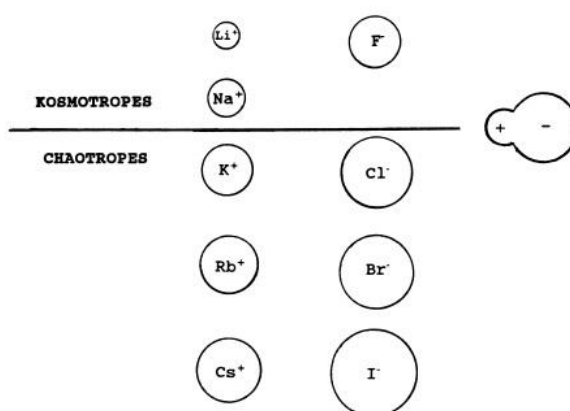 Li⁺ F⁻
KOSMOTROPES Na⁺
+ −
CHAOTROPES K⁺ Cl⁻
Rb⁺ Br⁻
Cs⁺ I⁻